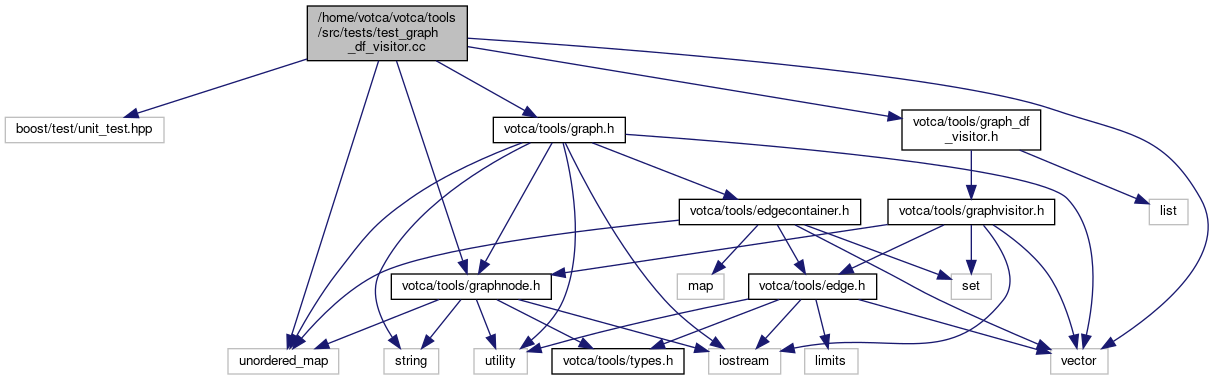 /home/votca/votca/tools
/src/tests/test_graph
_df_visitor.cc
boost/test/unit_test.hpp
votca/tools/graph.h
votca/tools/graph_df
_visitor.h
votca/tools/edgecontainer.h
votca/tools/graphvisitor.h
list
votca/tools/graphnode.h
map
votca/tools/edge.h
set
unordered_map
string
utility
votca/tools/types.h
iostream
limits
vector